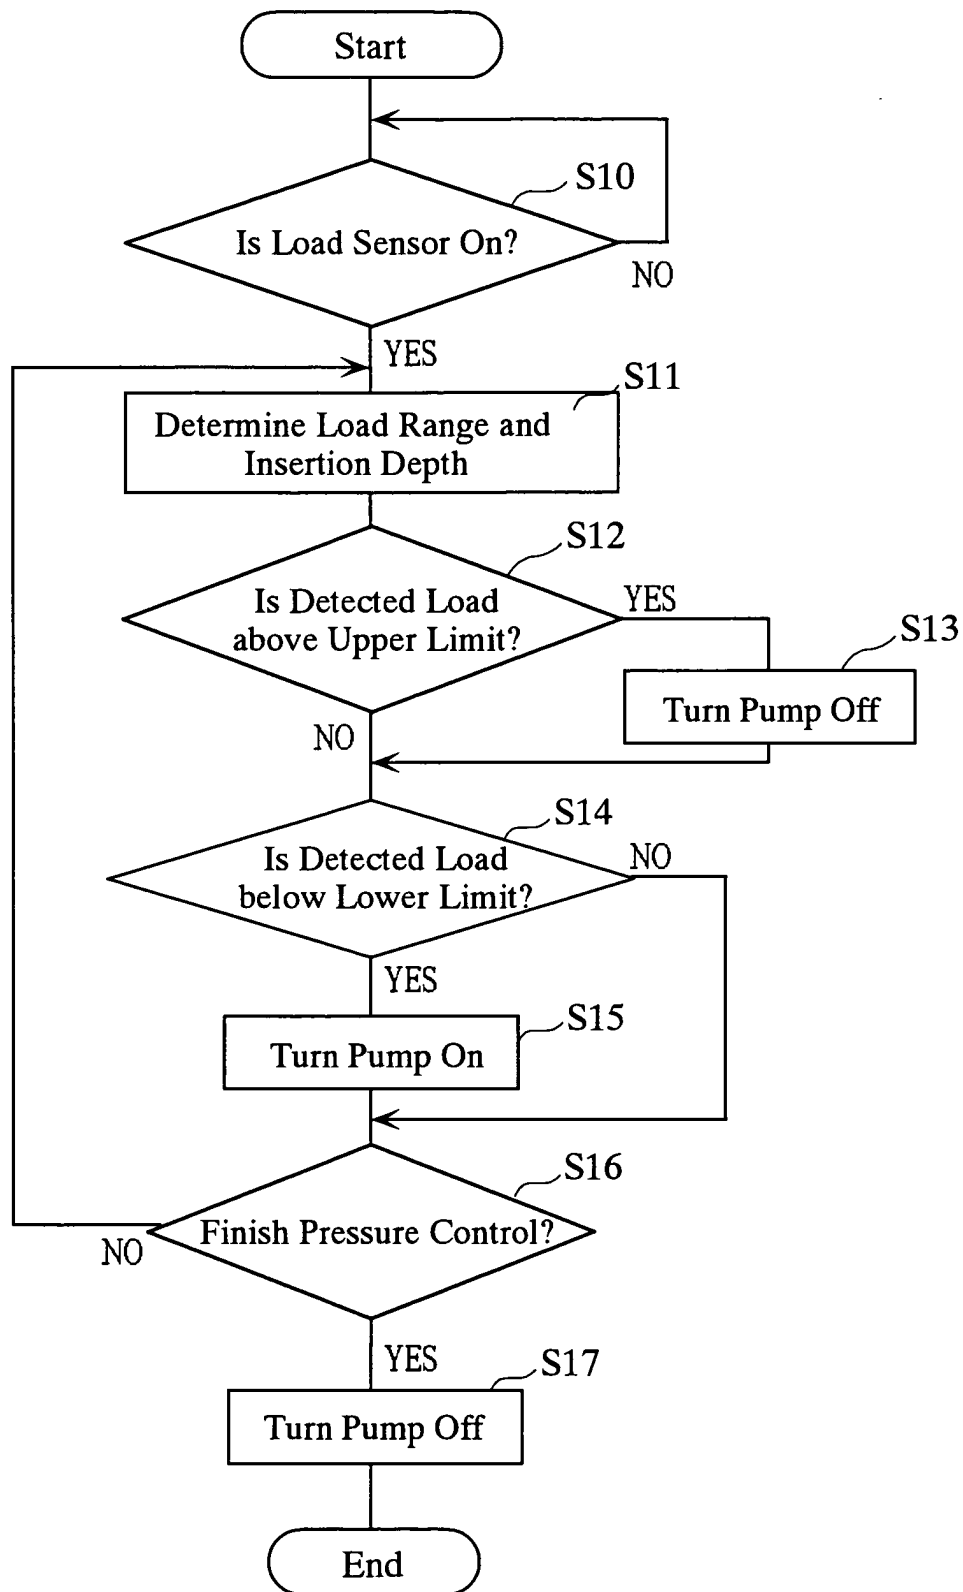 Start
S10
Is Load Sensor On?
NO
YES
S11
Determine Load Range and
Insertion Depth
S12
Is Detected Load
above Upper Limit?
YES
S13
Turn Pump Off
NO
S14
Is Detected Load
below Lower Limit?
NO
YES
S15
Turn Pump On
S16
Finish Pressure Control?
NO
YES
S17
Turn Pump Off
End